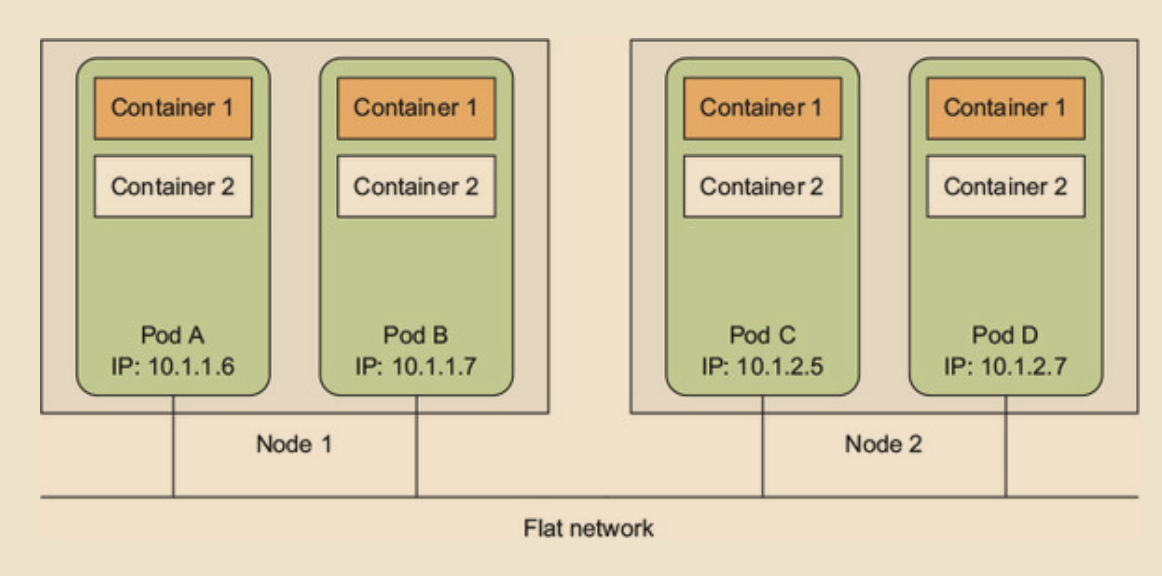 Container 1
Container 2
Pod A
IP: 10.1.1.6
Container 1
Container 2
Pod B
IP: 10.1.1.7
Node 1
Container 1
Container 2
Pod C
IP: 10.1.2.5
Container 1
Container 2
Pod D
IP: 10.1.2.7
Node 2
Flat network